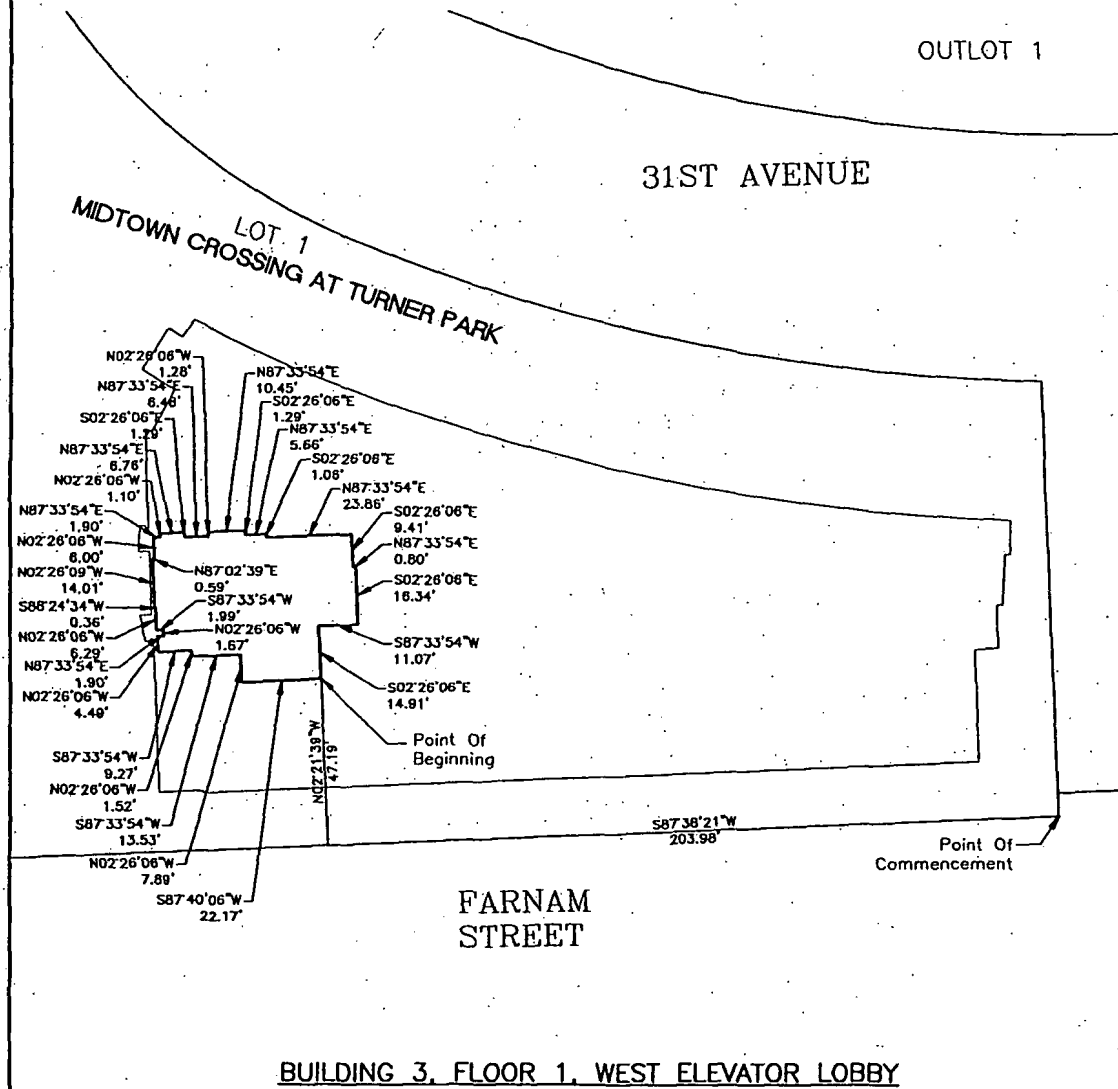 OUTLOT 1
31ST AVENUE
LOT 1
MIDTOWN CROSSING AT TURNER PARK
N02°26'06"W
1.28'
N87°33'54"E
6.48'
S02°26'06"E
1.29'
N87°33'54"E
6.76'
N02°26'06"W
1.10'
N87°33'54"E
1.90'
N02°26'06"W
6.00'
N02°26'09"W
14.01'
S88°24'34"W
0.36'
N02°26'06"W
6.29'
N87°33'54"E
1.90'
N02°26'06"W
4.49'
N87°33'54"E
10.45'
S02°26'06"E
1.29'
N87°33'54"E
5.66'
S02°26'06"E
1.06'
N87°33'54"E
23.86'
S02°26'06"E
9.41'
N87°33'54"E
0.80'
S02°26'06"E
16.34'
S87°33'54"W
11.07'
S02°26'06"E
14.91'
N87°02'39"E
0.59'
S87°33'54"W
1.99'
N02°26'06"W
1.67'
S87°33'54"W
9.27'
N02°26'06"W
1.52'
S87°33'54"W
13.53'
N02°26'06"W
7.89'
S87°40'06"W
22.17'
Point Of
Beginning
N02°21'39"W
47.19'
S87°38'21"W
203.98'
Point Of
Commencement
FARNAM
STREET
BUILDING 3, FLOOR 1, WEST ELEVATOR LOBBY